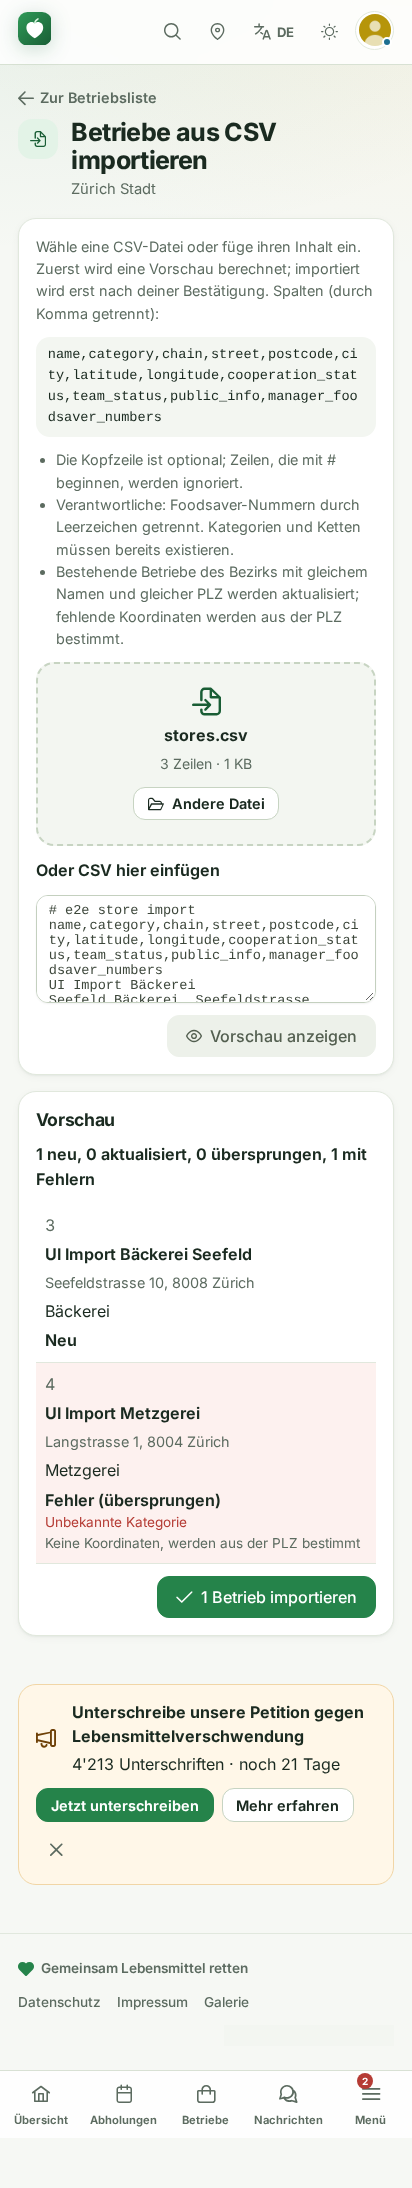 DE
Zur Betriebsliste
Betriebe aus CSV
importieren
Zürich Stadt
Wähle eine CSV-Datei oder füge ihren Inhalt ein.
Zuerst wird eine Vorschau berechnet; importiert
wird erst nach deiner Bestätigung. Spalten (durch
Komma getrennt):
name,category,chain,street,postcode,ci
ty,latitude,longitude,cooperation_stat
us,team_status,public_info,manager_foo
dsaver_numbers
Die Kopfzeile ist optional; Zeilen, die mit #
beginnen, werden ignoriert.
Verantwortliche: Foodsaver-Nummern durch
Leerzeichen getrennt. Kategorien und Ketten
müssen bereits existieren.
Bestehende Betriebe des Bezirks mit gleichem
Namen und gleicher PLZ werden aktualisiert;
fehlende Koordinaten werden aus der PLZ
bestimmt.
stores.csv
3 Zeilen · 1 KB
Andere Datei
Oder CSV hier einfügen
# e2e store import
name,category,chain,street,postcode,ci
ty,latitude,longitude,cooperation_stat
us,team_status,public_info,manager_foo
dsaver_numbers
UI Import Bäckerei
Seefeld,Bäckerei,,Seefeldstrasse
Vorschau anzeigen
Vorschau
1 neu, 0 aktualisiert, 0 übersprungen, 1 mit
Fehlern
3
UI Import Bäckerei Seefeld
Seefeldstrasse 10, 8008 Zürich
Bäckerei
Neu
4
UI Import Metzgerei
Langstrasse 1, 8004 Zürich
Metzgerei
Fehler (übersprungen)
Unbekannte Kategorie
Keine Koordinaten, werden aus der PLZ bestimmt
1 Betrieb importieren
Unterschreibe unsere Petition gegen
Lebensmittelverschwendung
4'213 Unterschriften · noch 21 Tage
Jetzt unterschreiben
Mehr erfahren
Gemeinsam Lebensmittel retten
Datenschutz Impressum Galerie
2
Übersicht Abholungen Betriebe Nachrichten Menü